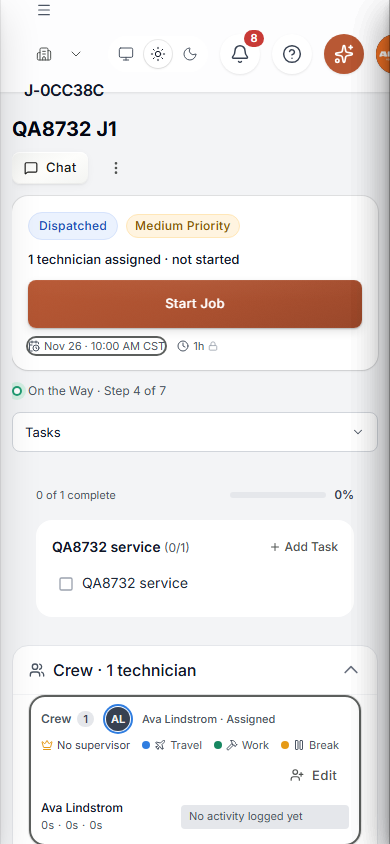 8
J-0CC38C
QA8732 J1
Chat
Dispatched Medium Priority
1 technician assigned · not started
Start Job
Nov 26 · 10:00 AM CST 1h
On the Way · Step 4 of 7
Tasks
0 of 1 complete 0%
QA8732 service (0/1) + Add Task
QA8732 service
Crew · 1 technician
Crew 1 AL Ava Lindstrom · Assigned
No supervisor Travel Work Break
Edit
Ava Lindstrom
0s · 0s · 0s
No activity logged yet